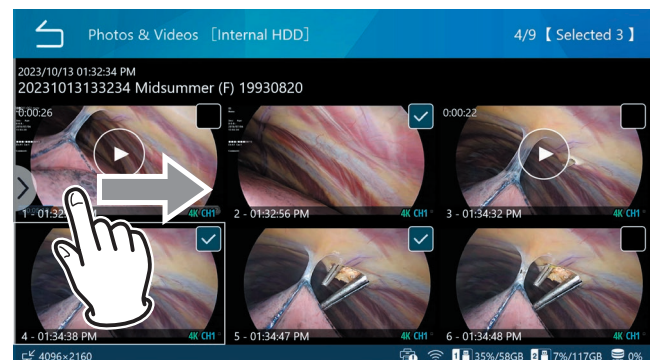 Photos & Videos [Internal HDD]
4/9 【 Selected 3 】
2023/10/13 01:32:34 PM
20231013133234 Midsummer (F) 19930820
0:00:26
0:00:22
1 - 01:32
4K CH1
2 - 01:32:56 PM
4K CH1
3 - 01:34:32 PM
4K CH1
4 - 01:34:38 PM
4K CH1
5 - 01:34:47 PM
4K CH1
6 - 01:34:48 PM
4K CH1
4096×2160
1 35%/58GB 2 7%/117GB 0%